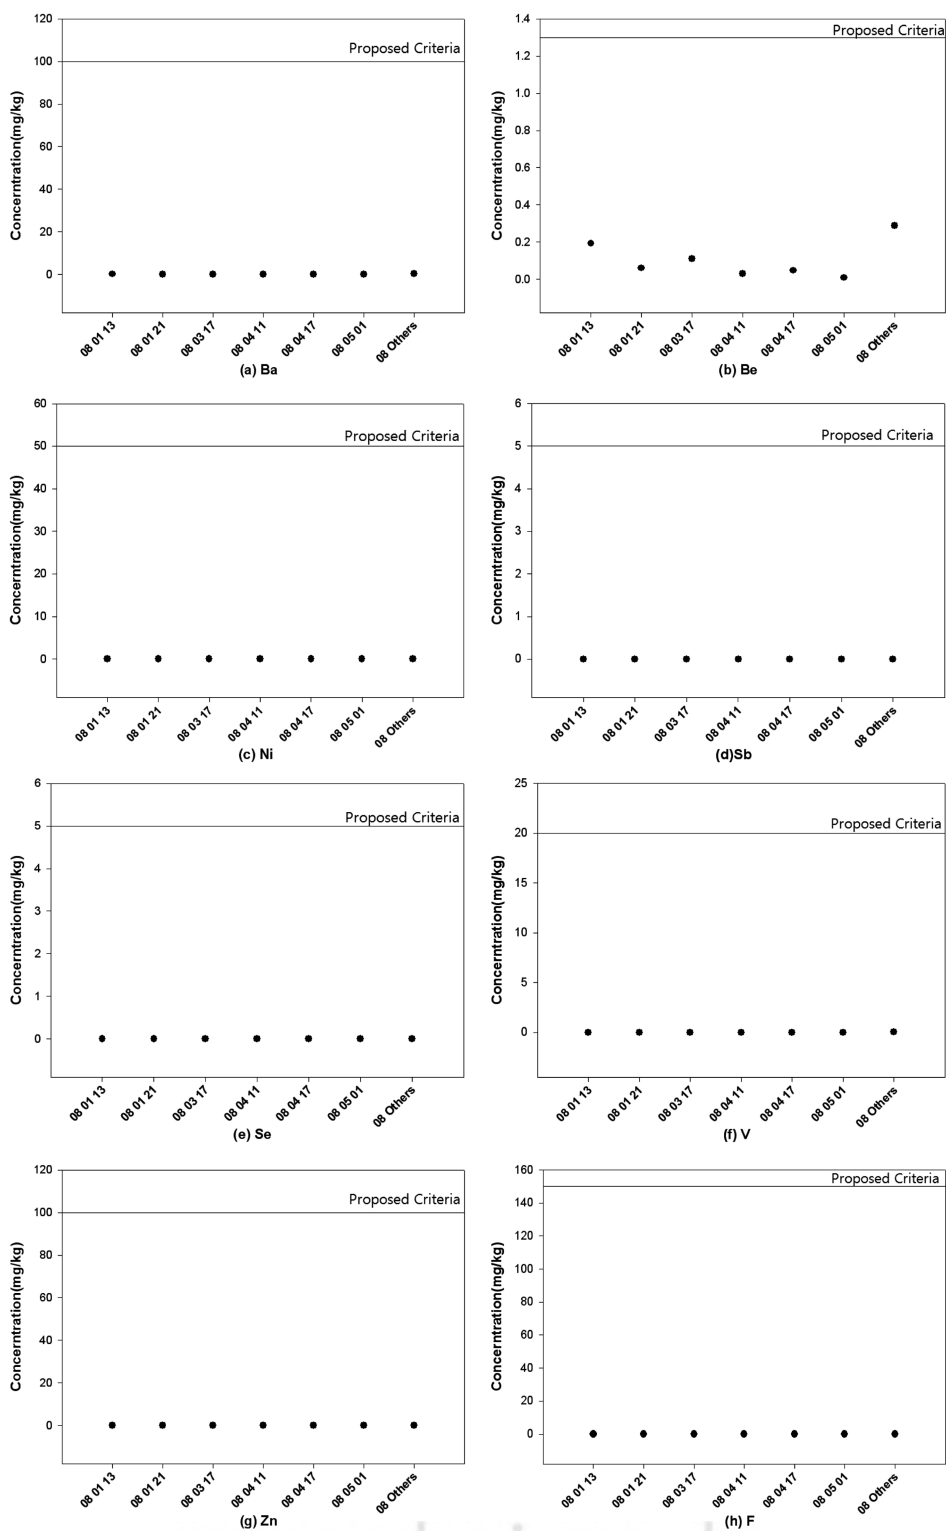 120
Proposed Criteria
100
80
60
40
20
0
Concerntration(mg/kg)
08 01 13
08 01 21
08 03 17
08 04 11
08 04 17
08 05 01
08 Others
(a) Ba
1.4
Proposed Criteria
1.2
1.0
0.8
0.6
0.4
0.2
0.0
Concerntration(mg/kg)
08 01 13
08 01 21
08 03 17
08 04 11
08 04 17
08 05 01
08 Others
(b) Be
60
Proposed Criteria
50
40
30
20
10
0
Concerntration(mg/kg)
08 01 13
08 01 21
08 03 17
08 04 11
08 04 17
08 05 01
08 Others
(c) Ni
6
Proposed Criteria
5
4
3
2
1
0
Concerntration(mg/kg)
08 01 13
08 01 21
08 03 17
08 04 11
08 04 17
08 05 01
08 Others
(d)Sb
6
Proposed Criteria
5
4
3
2
1
0
Concerntration(mg/kg)
08 01 13
08 01 21
08 03 17
08 04 11
08 04 17
08 05 01
08 Others
(e) Se
25
Proposed Criteria
20
15
10
5
0
Concerntration(mg/kg)
08 01 13
08 01 21
08 03 17
08 04 11
08 04 17
08 05 01
08 Others
(f) V
120
Proposed Criteria
100
80
60
40
20
0
Concerntration(mg/kg)
08 01 13
08 01 21
08 03 17
08 04 11
08 04 17
08 05 01
08 Others
(g) Zn
160
Proposed Criteria
140
120
100
80
60
40
20
0
Concerntration(mg/kg)
08 01 13
08 01 21
08 03 17
08 04 11
08 04 17
08 05 01
08 Others
(h) F